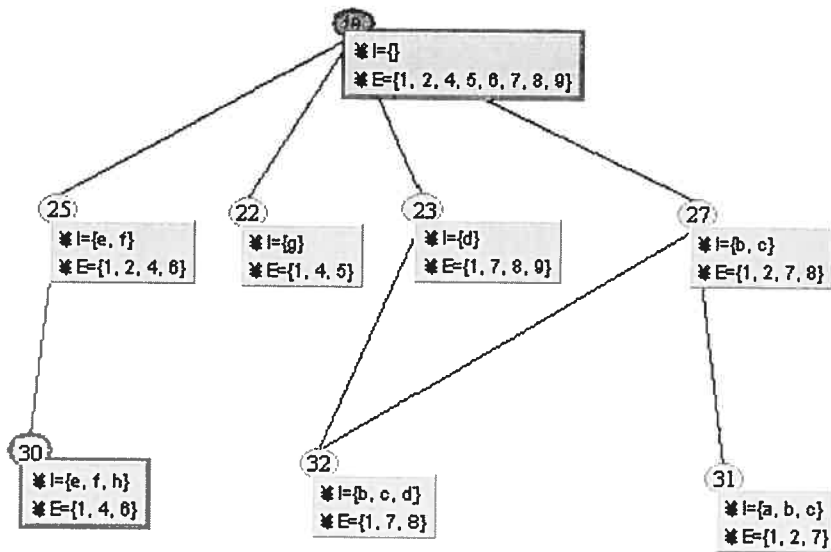 I={}
E={1, 2, 4, 5, 6, 7, 8, 9}
25
I={e, f}
E={1, 2, 4, 6}
22
I={g}
E={1, 4, 5}
23
I={d}
E={1, 7, 8, 9}
27
I={b, c}
E={1, 2, 7, 8}
30
I={e, f, h}
E={1, 4, 6}
32
I={b, c, d}
E={1, 7, 8}
31
I={a, b, c}
E={1, 2, 7}